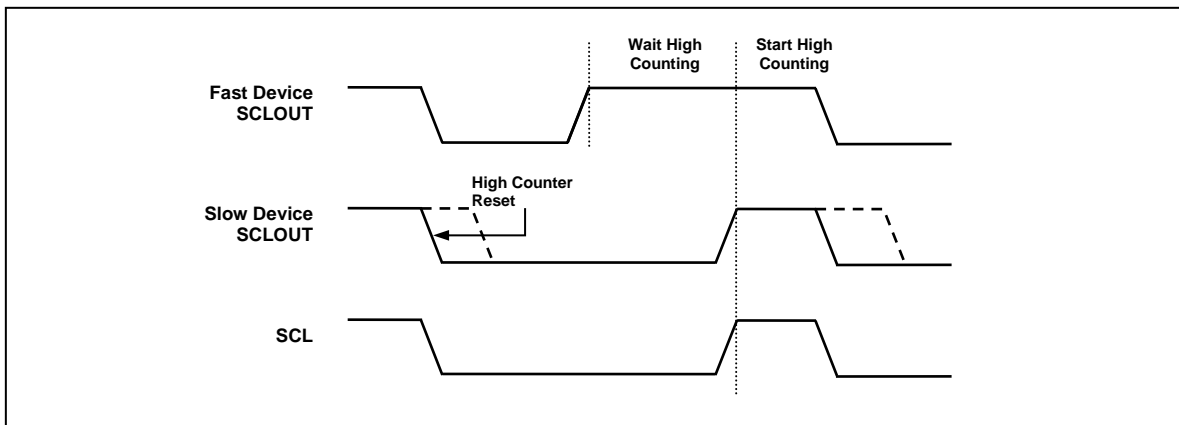 Wait High
Counting
Start High
Counting
Fast Device
SCLOUT
High Counter
Reset
Slow Device
SCLOUT
SCL